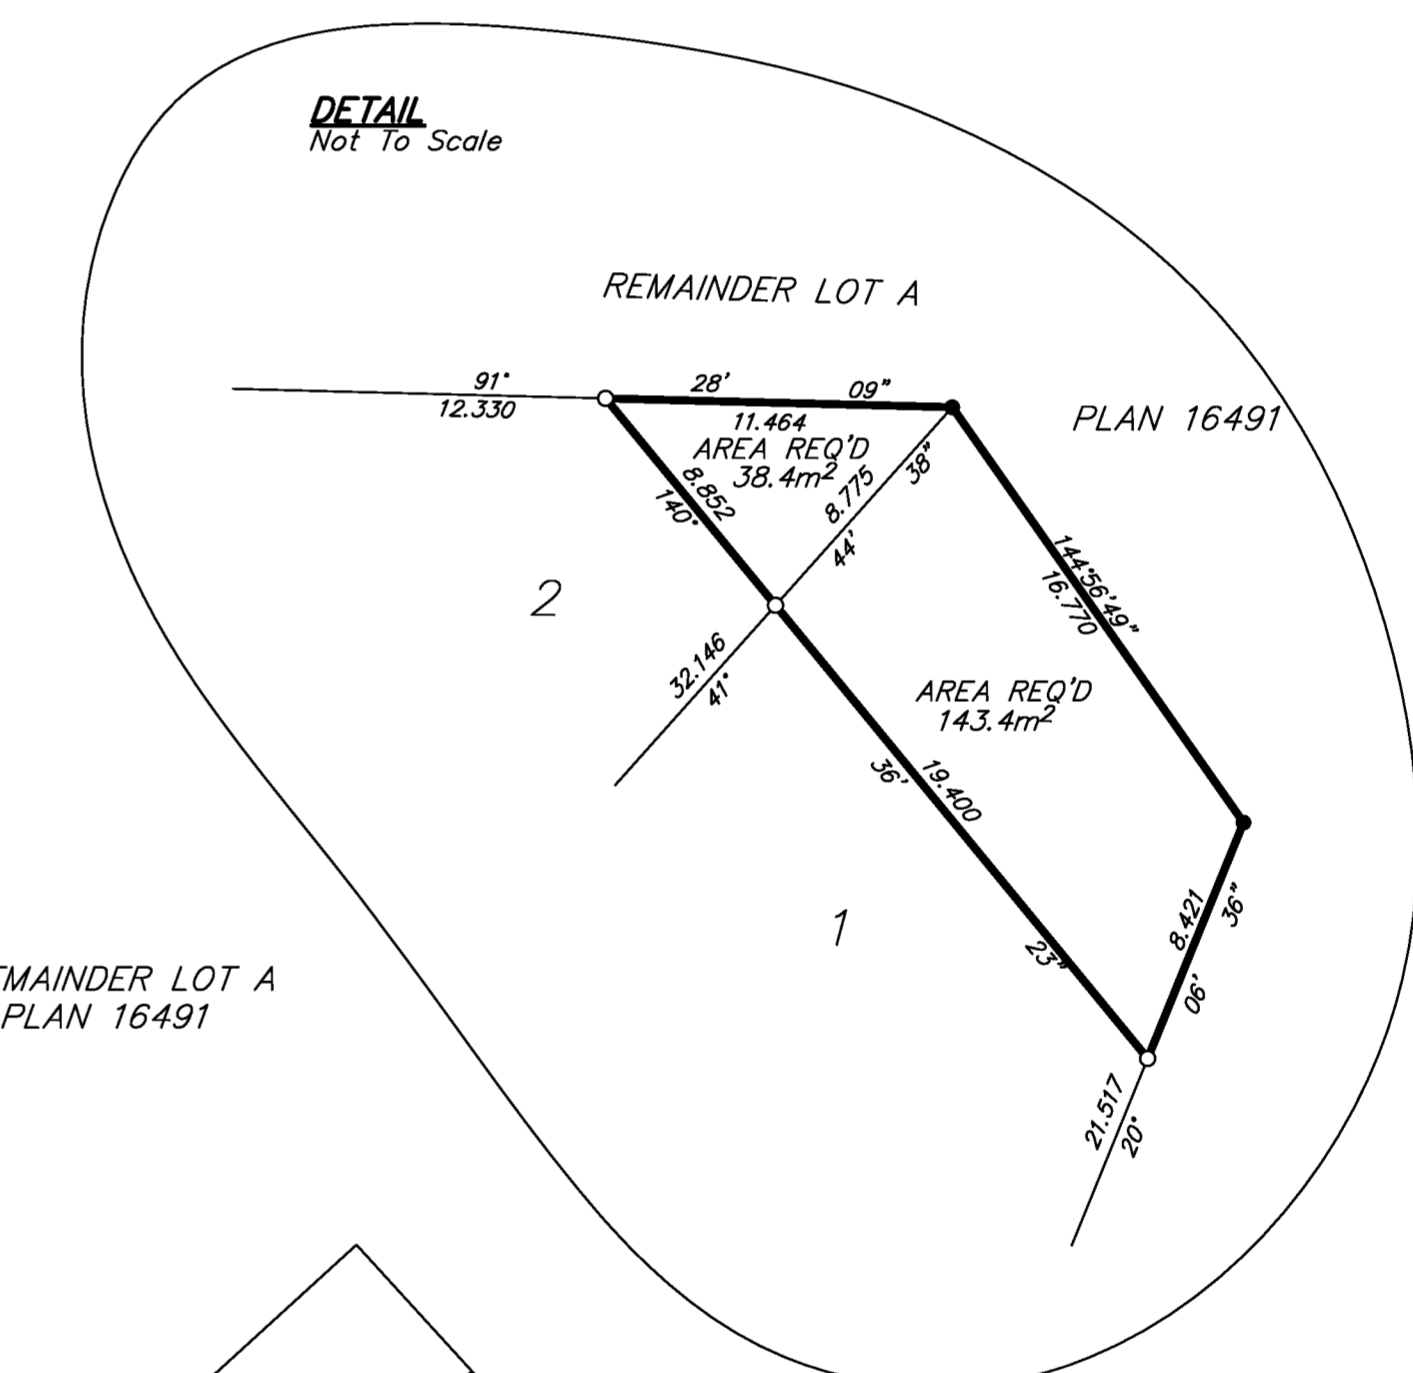 DETAIL
Not To Scale
REMAINDER LOT A
91° 28' 09"
12.330
11.464
PLAN 16491
AREA REQ'D
38.4m²
8.852
140°
8.775
38"
44'
144°56'49"
16.770
2
32.146
41°
AREA REQ'D
143.4m²
36'
19.400
23"
1
8.421
36"
06'
MAINDER LOT A
PLAN 16491
21.517
20°